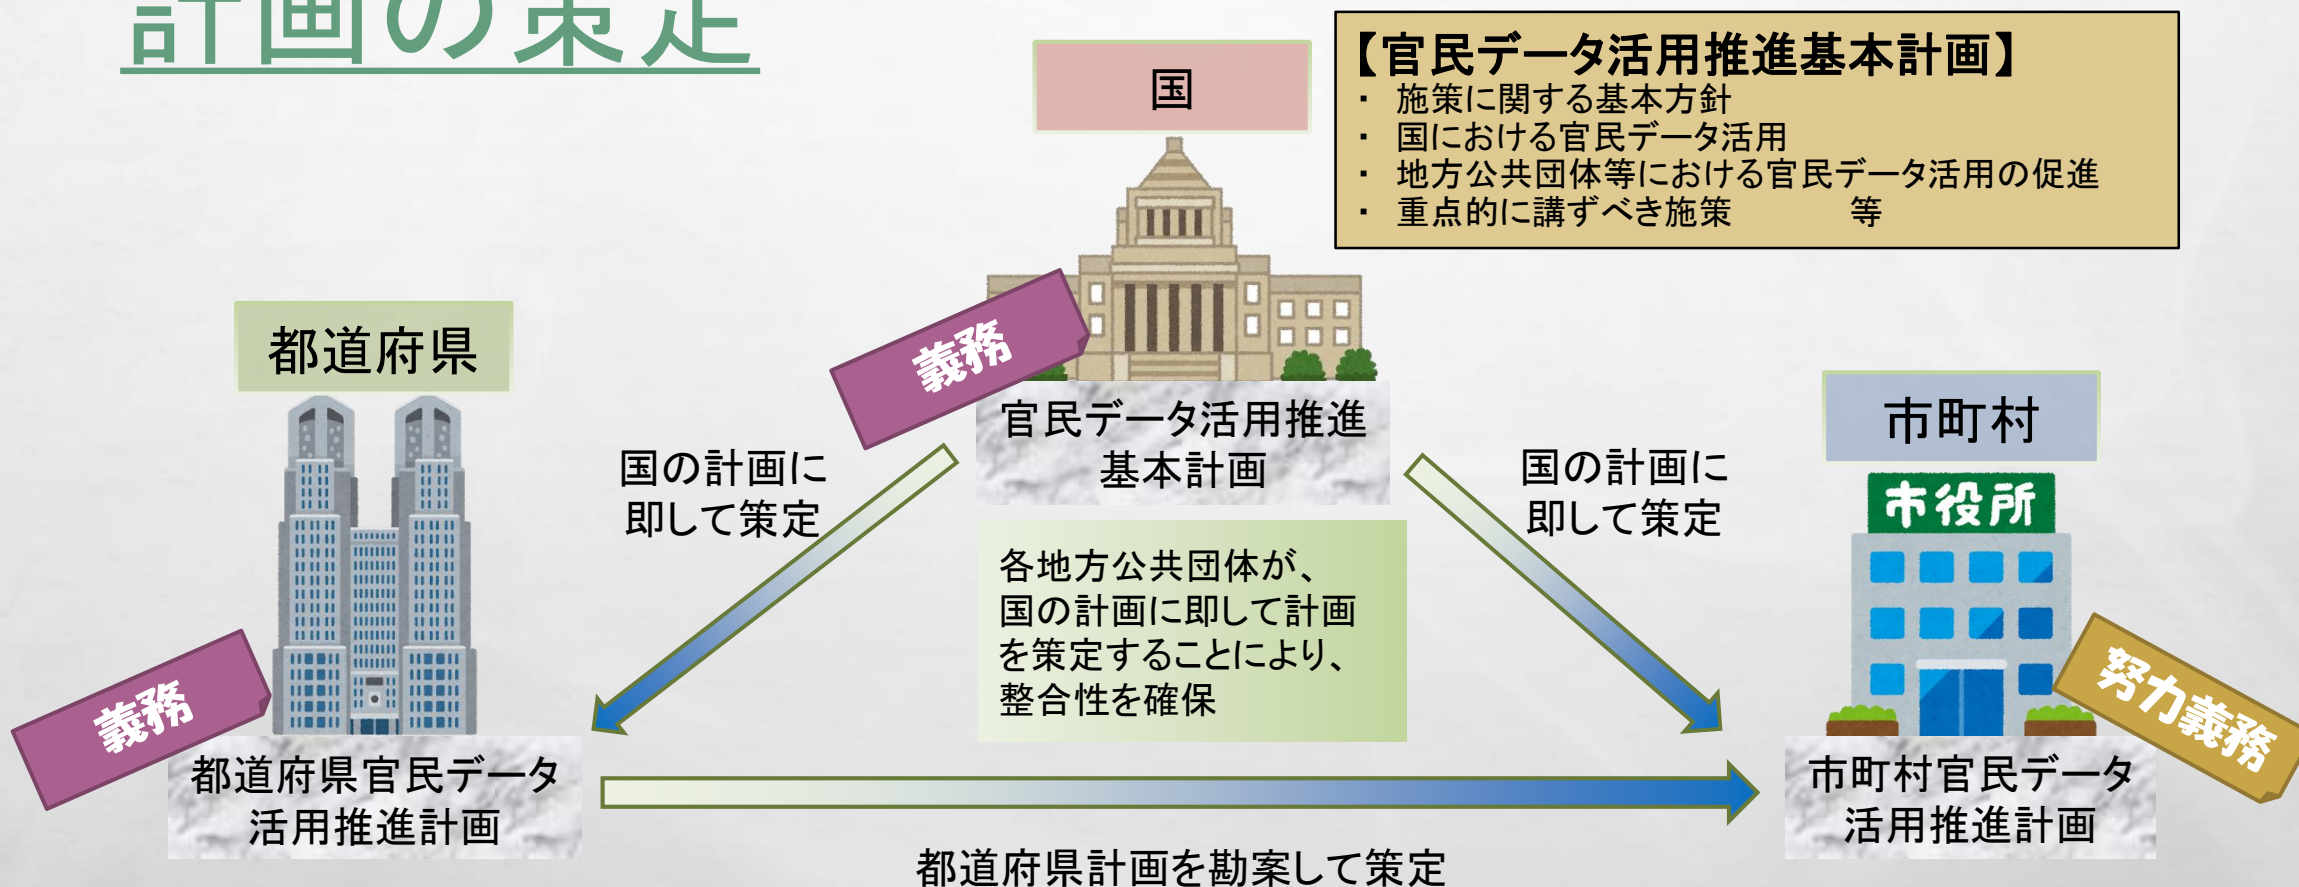 計画の策定
国
【官民データ活用推進基本計画】
・ 施策に関する基本方針
・ 国における官民データ活用
・ 地方公共団体等における官民データ活用の促進
・ 重点的に講ずべき施策 等
義務
官民データ活用推進
基本計画
都道府県
義務
都道府県官民データ
活用推進計画
国の計画に
即して策定
各地方公共団体が、
国の計画に即して計画
を策定することにより、
整合性を確保
国の計画に
即して策定
市町村
市役所
努力義務
市町村官民データ
活用推進計画
都道府県計画を勘案して策定